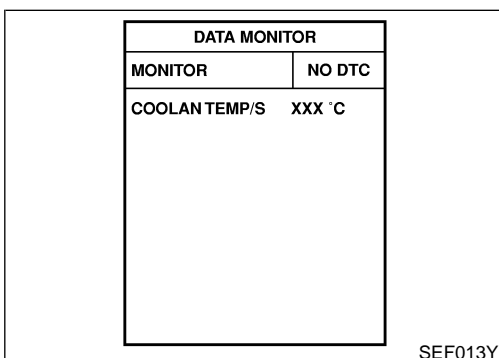 DATA MONITOR
MONITOR NO DTC
COOLAN TEMP/S XXX °C
SEF013Y